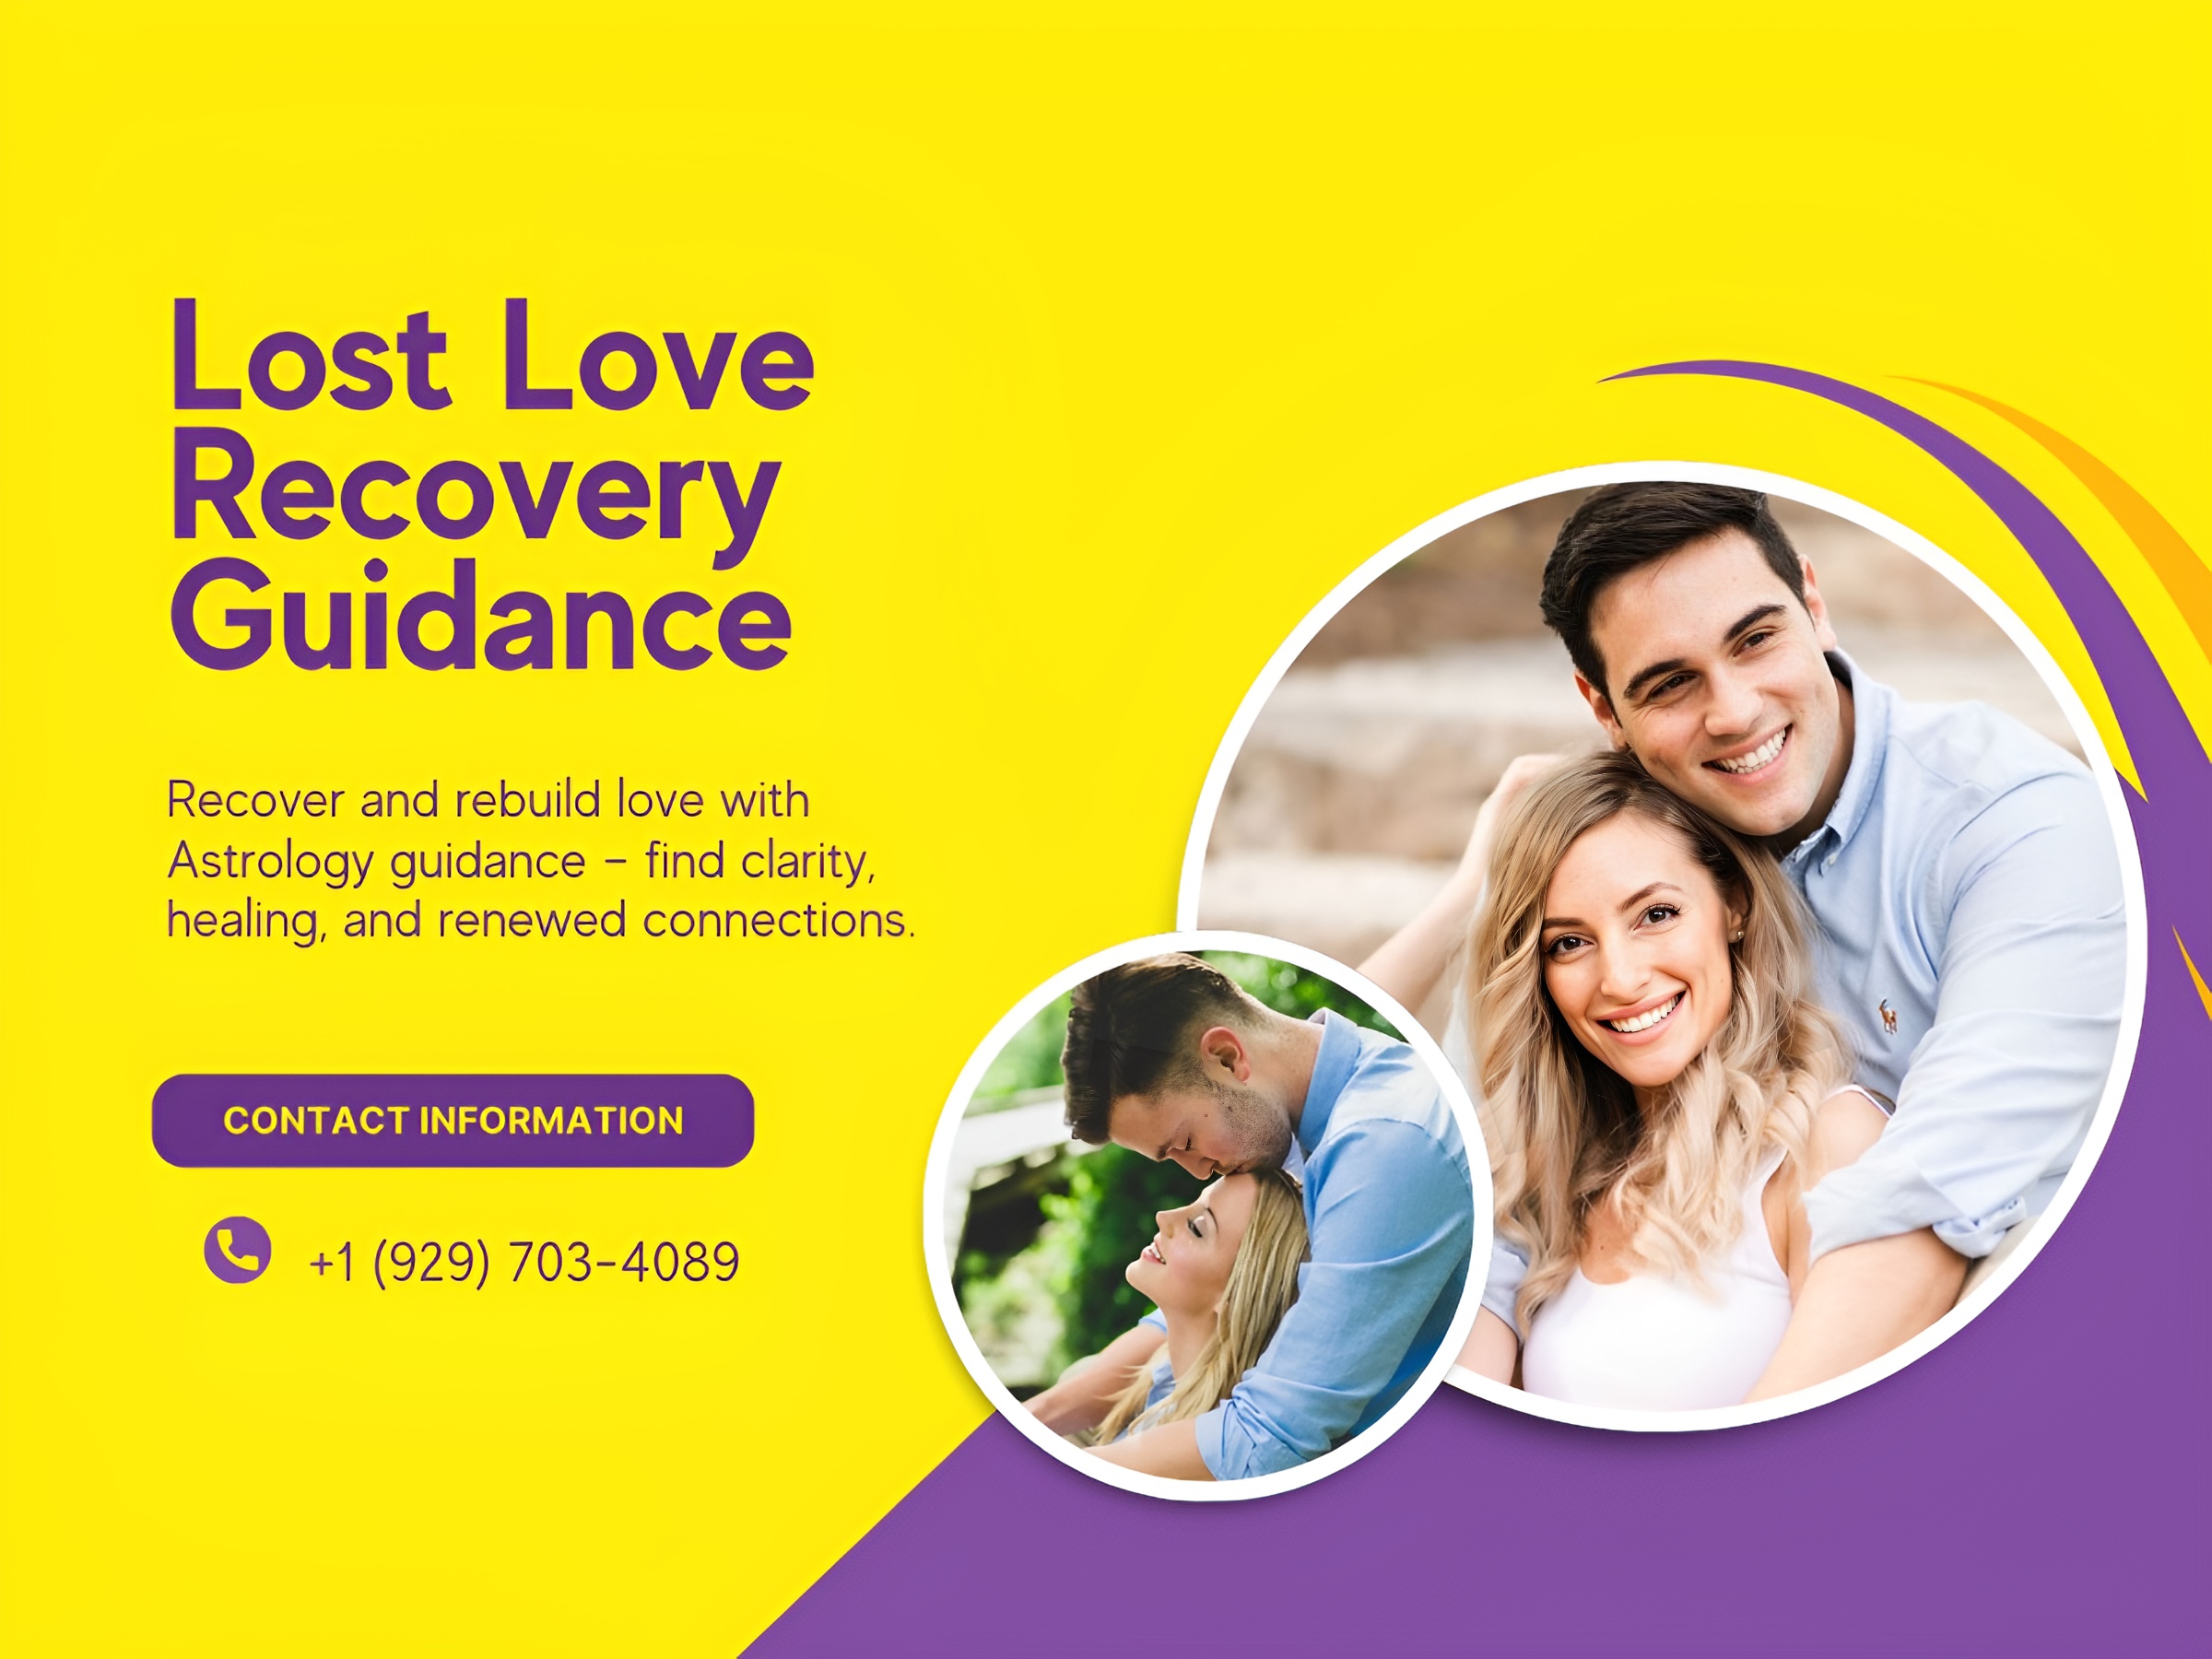 Lost Love
Recovery
Guidance
Recover and rebuild love with
Astrology guidance – find clarity,
healing, and renewed connections.
CONTACT INFORMATION
+1 (929) 703-4089